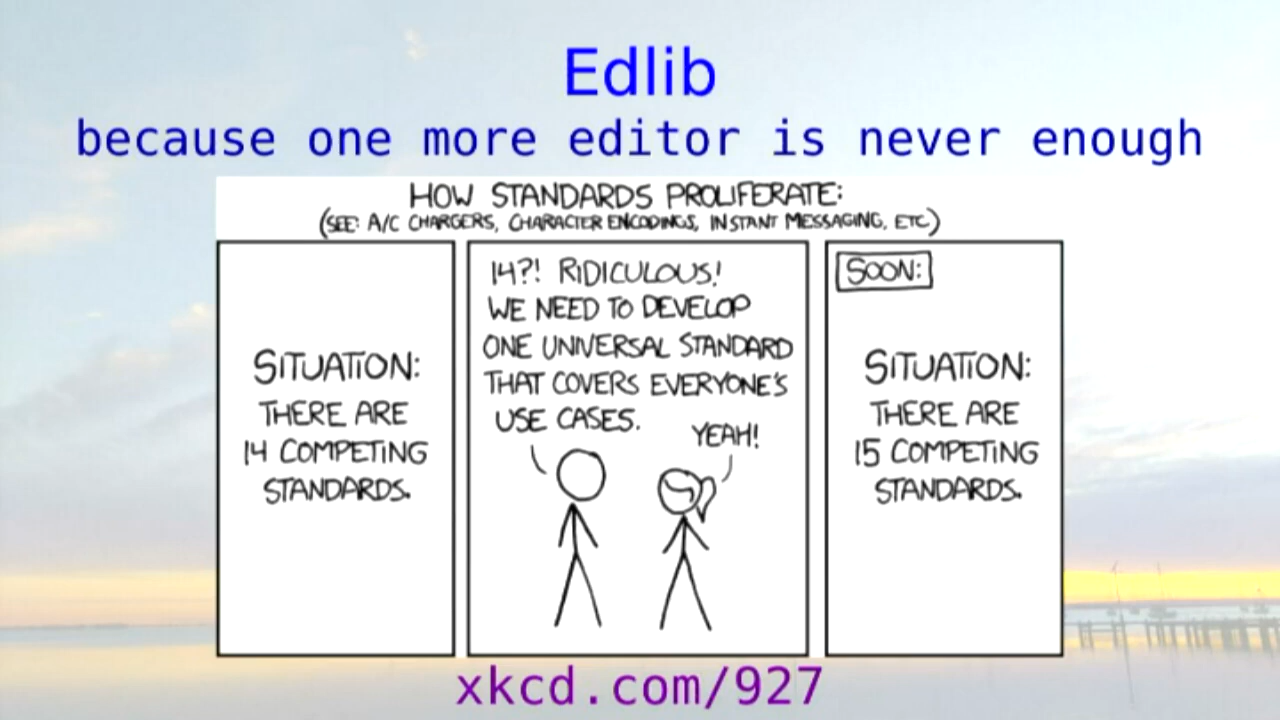 Edlib
because one more editor is never enough
HOW STANDARDS PROLIFERATE:
(SEE: A/C CHARGERS, CHARACTER ENCODINGS, INSTANT MESSAGING, ETC.)
SITUATION:
THERE ARE
14 COMPETING
STANDARDS.
14?! RIDICULOUS!
WE NEED TO DEVELOP
ONE UNIVERSAL STANDARD
THAT COVERS EVERYONE'S
USE CASES.
YEAH!
SOON:
SITUATION:
THERE ARE
15 COMPETING
STANDARDS.
xkcd.com/927